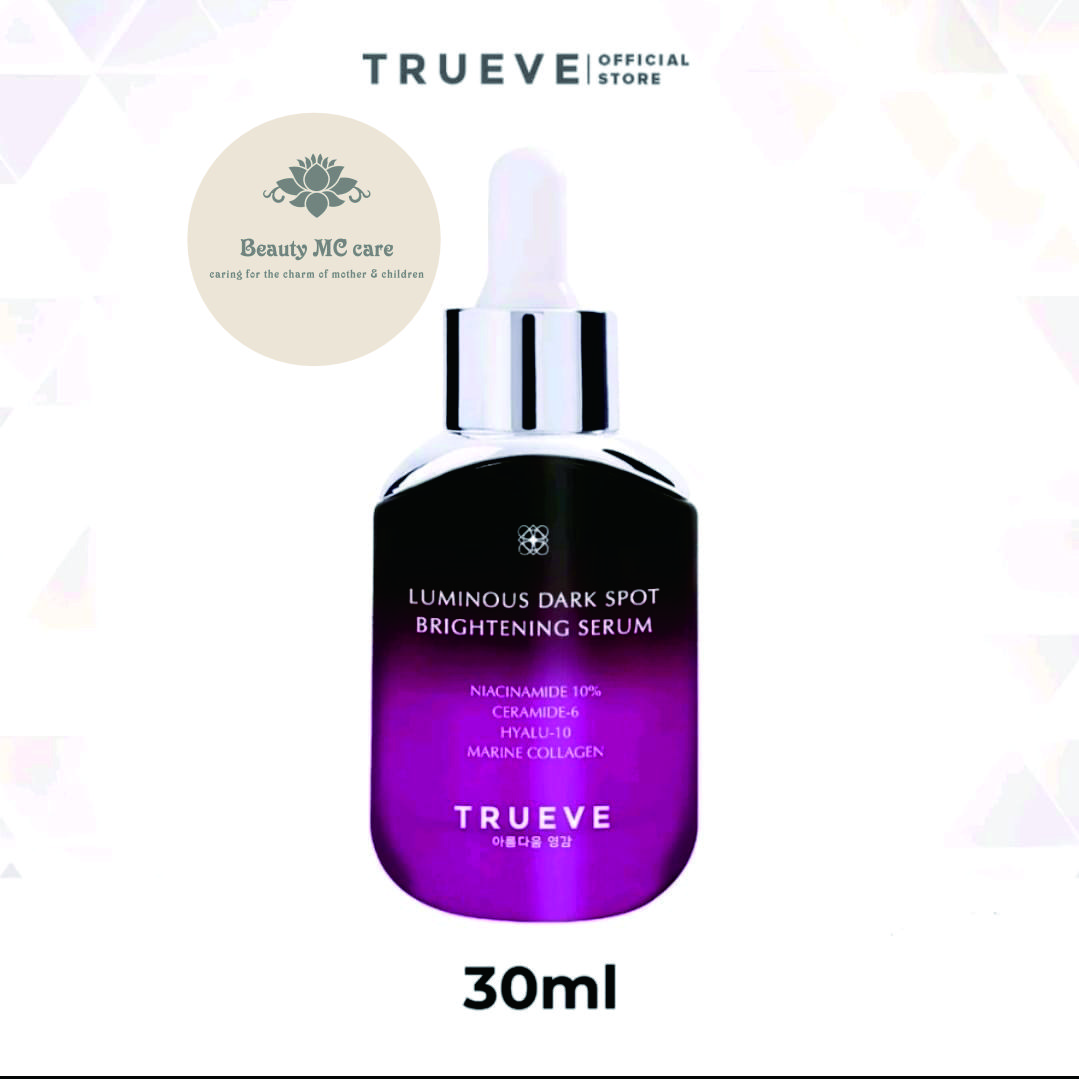 TRUEVE OFFICIAL
STORE
Beauty MC care
caring for the charm of mother & children
LUMINOUS DARK SPOT
BRIGHTENING SERUM
NIACINAMIDE 10%
CERAMIDE-6
HYALU-10
MARINE COLLAGEN
TRUEVE
아름다움 영감
30ml